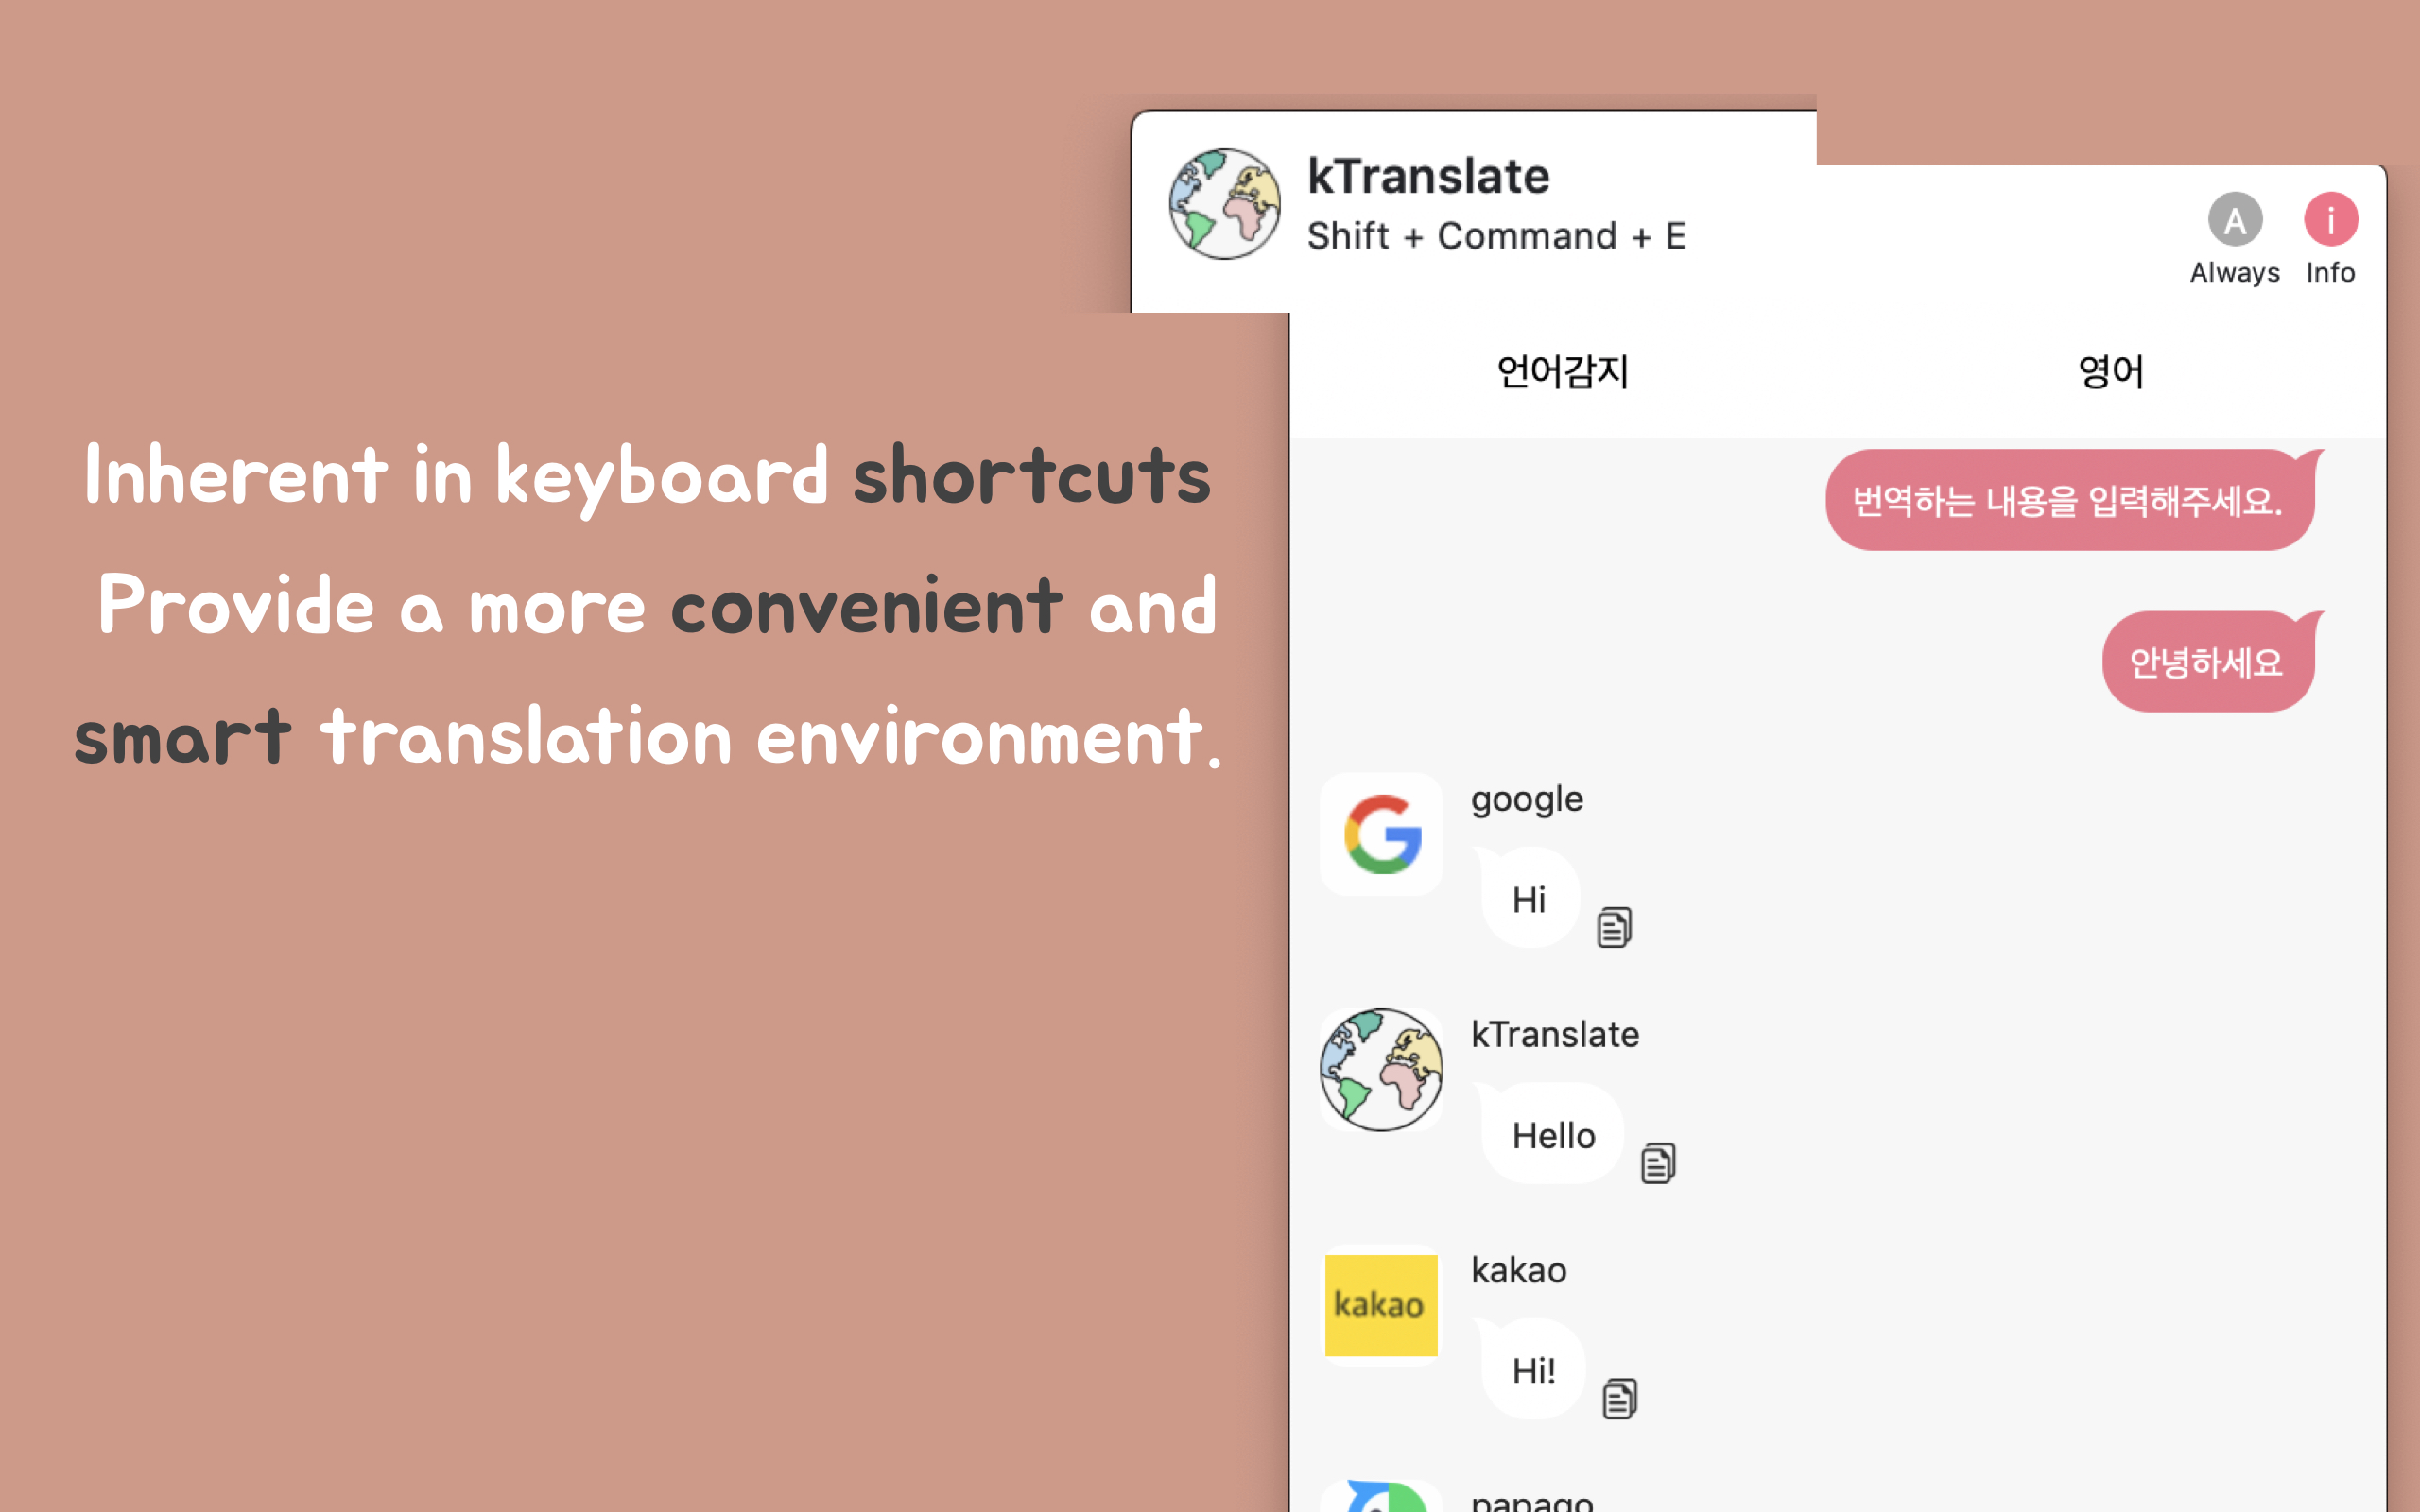 kTranslate
Shift + Command + E
A
i
Always
Info
언어감지
영어
Inherent in keyboard shortcuts
Provide a more convenient and
smart translation environment.
번역하는 내용을 입력해주세요.
안녕하세요
google
G
Hi
kTranslate
Hello
kakao
kakao
Hi!
papago